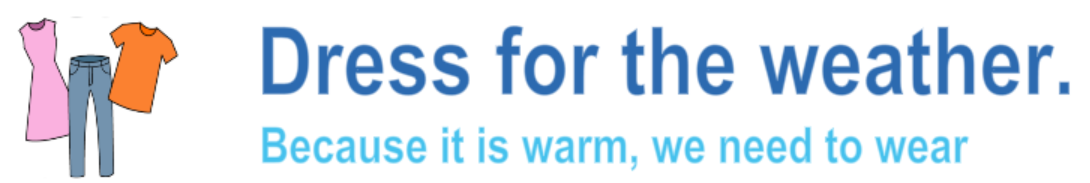 Dress for the weather.
Because it is warm, we need to wear